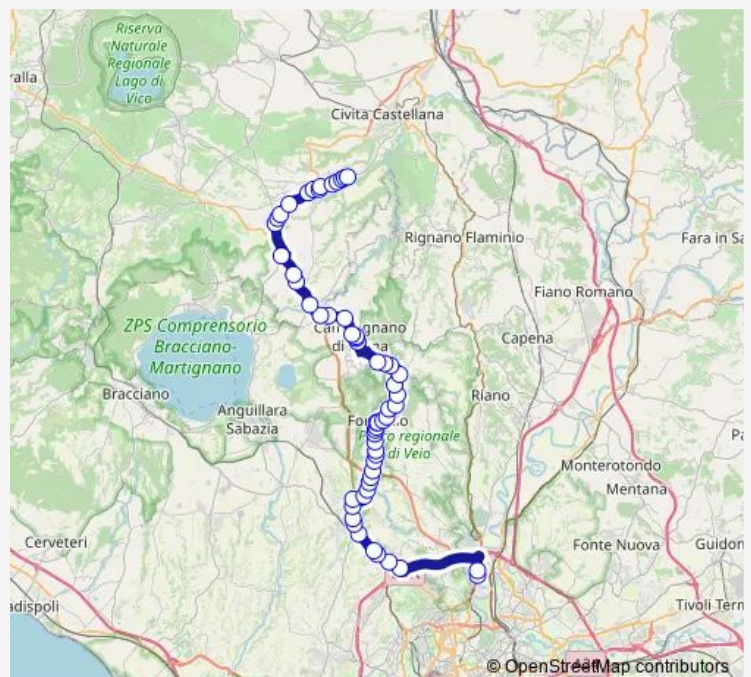 Riserva
Naturale
Regionale
Lago di
Vico
ralla
Civita Castellana
Rignano Flaminio
Fara in Sa
Fiano Romano
ZPS Comprensorio
Bracciano-
Martignano
Capena
Bracciano
Riano
Anguillara
Sabazia
regionale
di Veio
Monterotondo
Mentana
Cerveteri
Fonte Nuova
Guidon
adispoli
Tivoli Term
© OpenStreetMap contributors